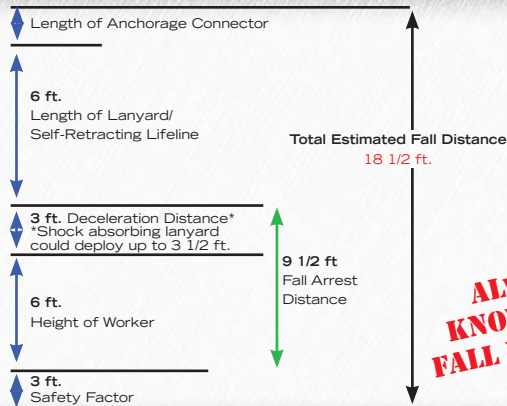 Length of Anchorage Connector
6 ft.
Length of Lanyard/
Self-Retracting Lifeline
Total Estimated Fall Distance
18 1/2 ft.
3 ft. Deceleration Distance*
*Shock absorbing lanyard
could deploy up to 3 1/2 ft.
9 1/2 ft
Fall Arrest
Distance
6 ft.
Height of Worker
3 ft.
Safety Factor
FALL